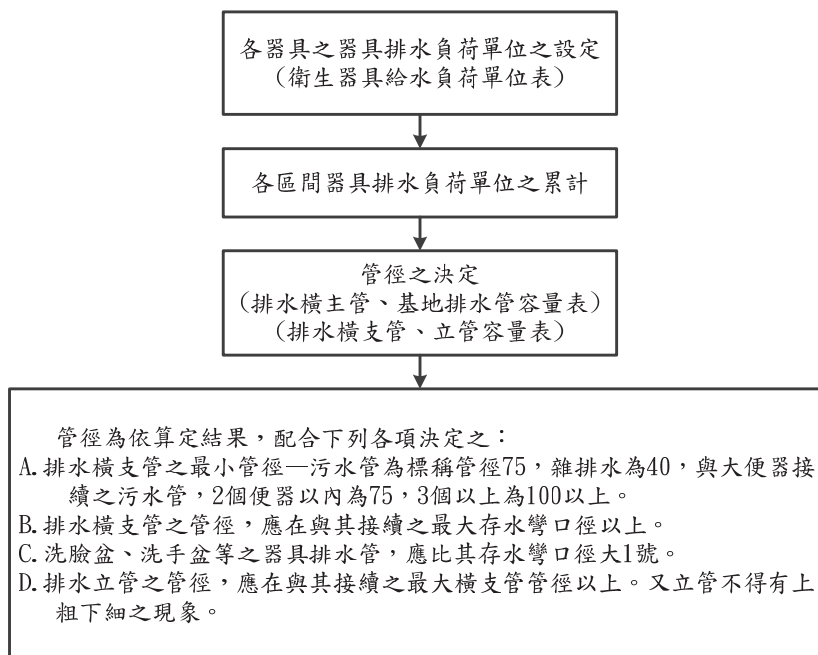 各器具之器具排水負荷單位之設定
(衛生器具給水負荷單位表)
各區間器具排水負荷單位之累計
管徑之決定
(排水橫主管、基地排水管容量表)
(排水橫支管、立管容量表)
管徑為依算定結果，配合下列各項決定之：
A.排水橫支管之最小管徑—污水管為標稱管徑75，雜排水為40，與大便器接
續之污水管，2個便器以內為75，3個以上為100以上。
B.排水橫支管之管徑，應在與其接續之最大存水彎口徑以上。
C.洗臉盆、洗手盆等之器具排水管，應比其存水彎口徑大1號。
D.排水立管之管徑，應在與其接續之最大橫支管管徑以上。又立管不得有上
粗下細之現象。